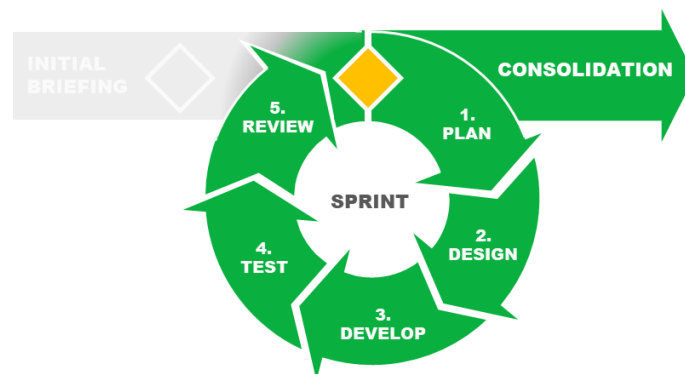 INITIAL
BRIEFING
CONSOLIDATION
1.
PLAN
2.
DESIGN
3.
DEVELOP
4.
TEST
5.
REVIEW
SPRINT